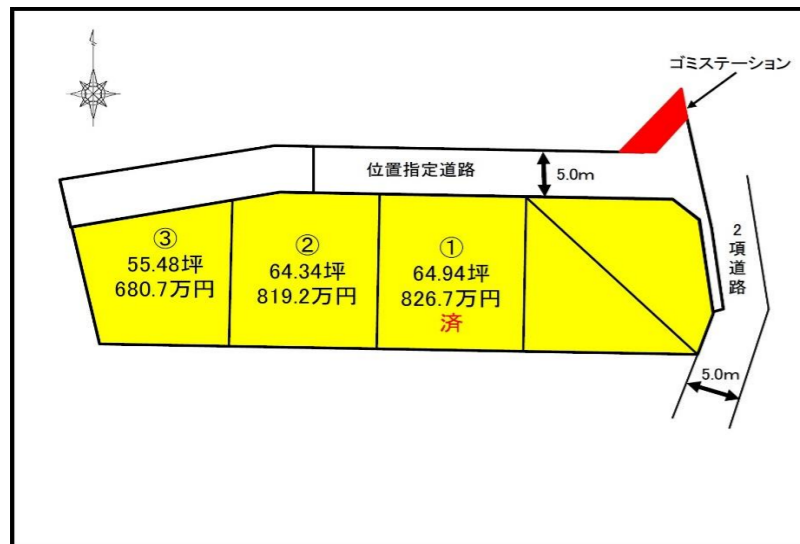 ゴミステーション
位置指定道路
5.0m
2項道路
③
55.48坪
680.7万円
②
64.34坪
819.2万円
①
64.94坪
826.7万円
済
5.0m